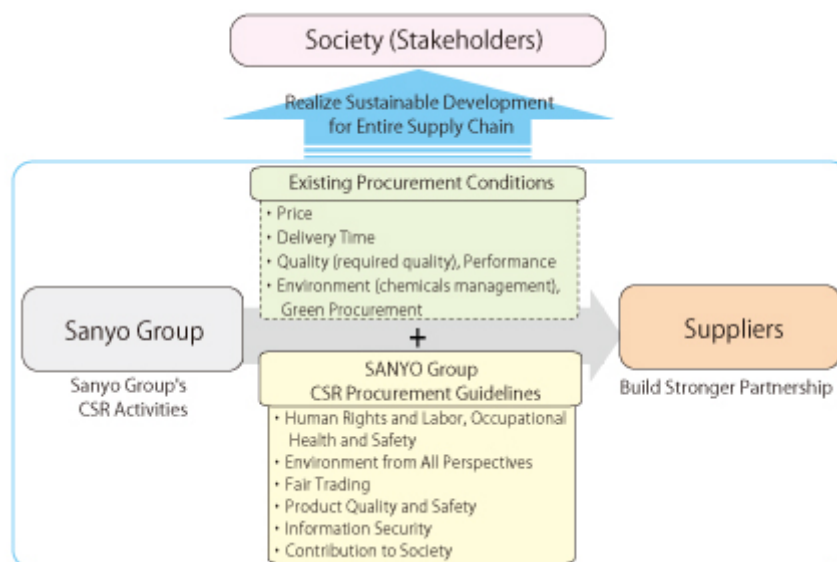 Society (Stakeholders)
Realize Sustainable Development
for Entire Supply Chain
Existing Procurement Conditions
・Price
・Delivery Time
・Quality (required quality), Performance
・Environment (chemicals management),
Green Procurement
Sanyo Group
Sanyo Group's
CSR Activities
+
Suppliers
Build Stronger Partnership
SANYO Group
CSR Procurement Guidelines
・Human Rights and Labor, Occupational
Health and Safety
・Environment from All Perspectives
・Fair Trading
・Product Quality and Safety
・Information Security
・Contribution to Society